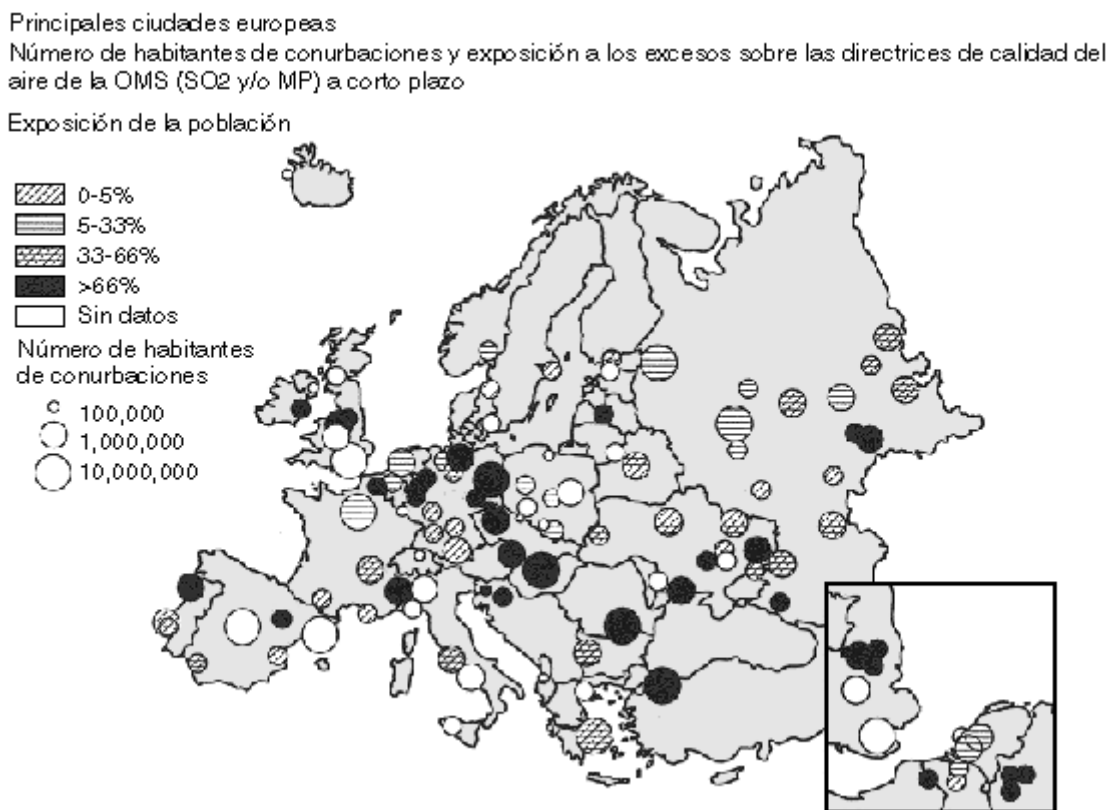 Principales ciudades europeas
Número de habitantes de conurbaciones y exposición a los excesos sobre las directrices de calidad del
aire de la OMS (SO2 y/o MP) a corto plazo
Exposición de la población
0-5%
5-33%
33-66%
>66%
Sin datos
Número de habitantes
de conurbaciones
100,000
1,000,000
10,000,000